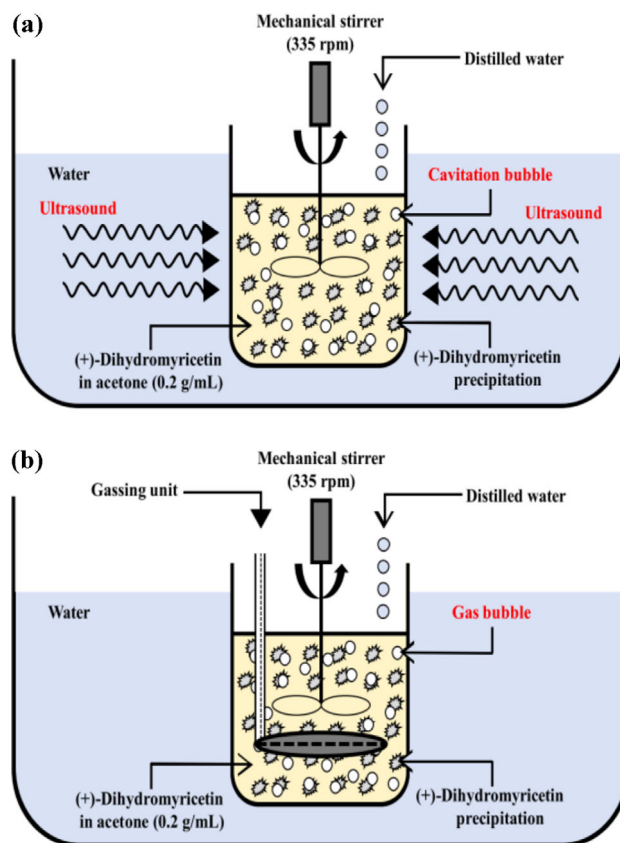 (a)
Mechanical stirrer
(335 rpm)
Distilled water
Water
Cavitation bubble
Ultrasound
Ultrasound
(+)-Dihydromyricetin
in acetone (0.2 g/mL)
(+)-Dihydromyricetin
precipitation
(b)
Mechanical stirrer
(335 rpm)
Gassing unit
Distilled water
Water
Gas bubble
(+)-Dihydromyricetin
in acetone (0.2 g/mL)
(+)-Dihydromyricetin
precipitation